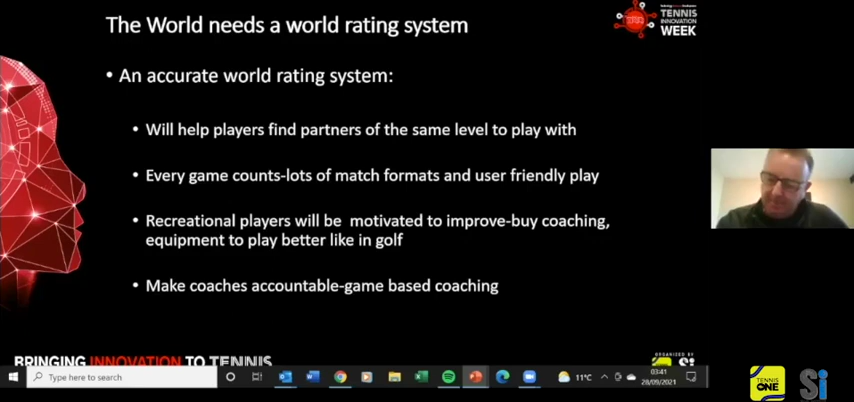 The World needs a world rating system
TENNIS
INNOVATION
WEEK
• An accurate world rating system:
• Will help players find partners of the same level to play with
• Every game counts-lots of match formats and user friendly play
• Recreational players will be motivated to improve-buy coaching,
equipment to play better like in golf
• Make coaches accountable-game based coaching
BRINGING INNOVATION TO TENNIS
ORGANIZED BY
Si
Type here to search
11°C
03:41
28/09/2021
TENNIS
ONE
Si